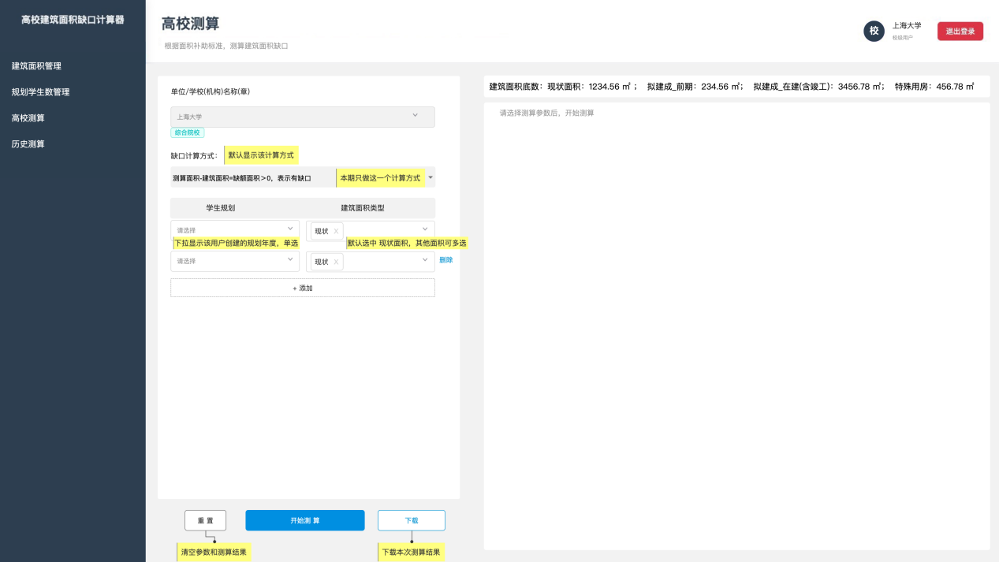 高校建筑面积缺口计算器
建筑面积管理
规划学生数管理
高校测算
历史测算
高校测算
根据面积补助标准，测算建筑面积缺口
校
上海大学
校级用户
退出登录
单位/学校(机构)名称(章)
上海大学
综合院校
缺口计算方式：
默认显示该计算方式
测算面积-建筑面积=缺额面积＞0，表示有缺口
本期只做这一个计算方式
学生规划 建筑面积类型
请选择
现状 X
下拉显示该用户创建的规划年度，单选
默认选中 现状面积，其他面积可多选
请选择
现状 X
删除
+ 添加
重 置
开始测 算
下载
清空参数和测算结果
下载本次测算结果
建筑面积底数：现状面积：1234.56 ㎡； 拟建成_前期：234.56 ㎡； 拟建成_在建(含竣工)：3456.78 ㎡； 特殊用房：456.78 ㎡
请选择测算参数后，开始测算